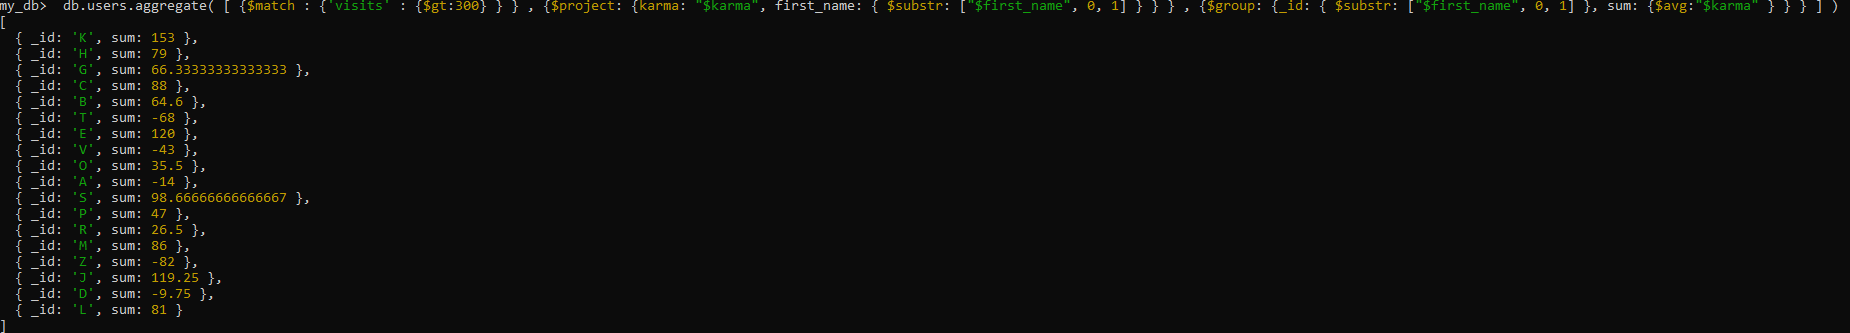 my_db>  db.users.aggregate( [ {$match : {'visits' : {$gt:300} } } , {$project: {karma: "$karma", first_name: { $substr: ["$first_name", 0, 1] } } } , {$group: {_id: { $substr: ["$first_name", 0, 1] }, sum: {$avg:"$karma" } } } ] )
[
  { _id: 'K', sum: 153 },
  { _id: 'H', sum: 79 },
  { _id: 'G', sum: 66.33333333333333 },
  { _id: 'C', sum: 88 },
  { _id: 'B', sum: 64.6 },
  { _id: 'T', sum: -68 },
  { _id: 'E', sum: 120 },
  { _id: 'V', sum: -43 },
  { _id: 'O', sum: 35.5 },
  { _id: 'A', sum: -14 },
  { _id: 'S', sum: 98.66666666666667 },
  { _id: 'P', sum: 47 },
  { _id: 'R', sum: 26.5 },
  { _id: 'M', sum: 86 },
  { _id: 'Z', sum: -82 },
  { _id: 'J', sum: 119.25 },
  { _id: 'D', sum: -9.75 },
  { _id: 'L', sum: 81 }
]